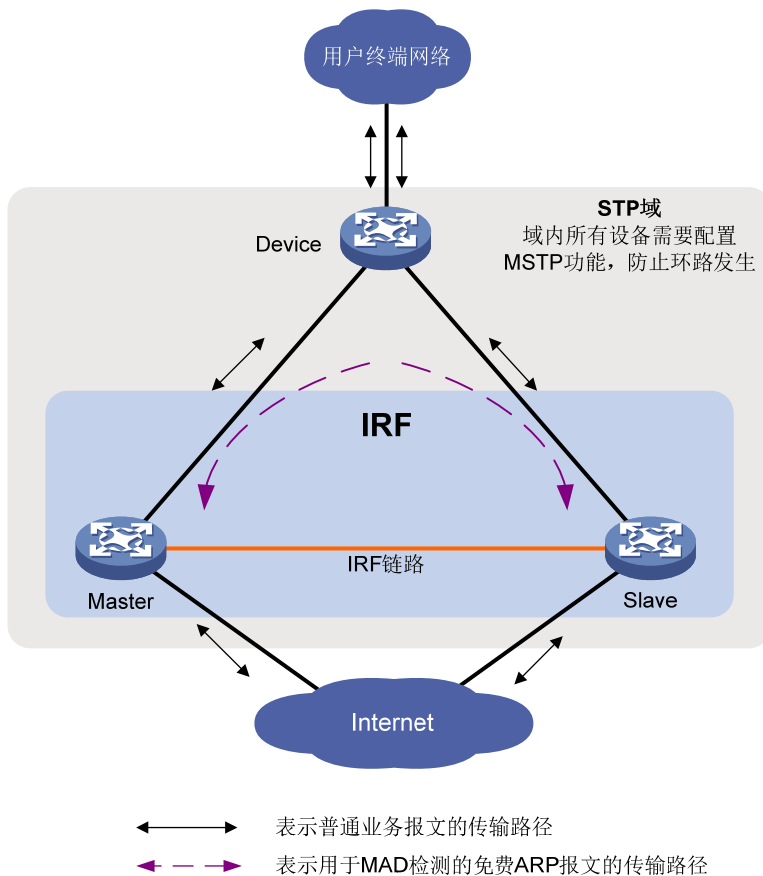 用户终端网络
STP域
域内所有设备需要配置
MSTP功能，防止环路发生
Device
IRF
IRF链路
Master
Slave
Internet
表示普通业务报文的传输路径
表示用于MAD检测的免费ARP报文的传输路径